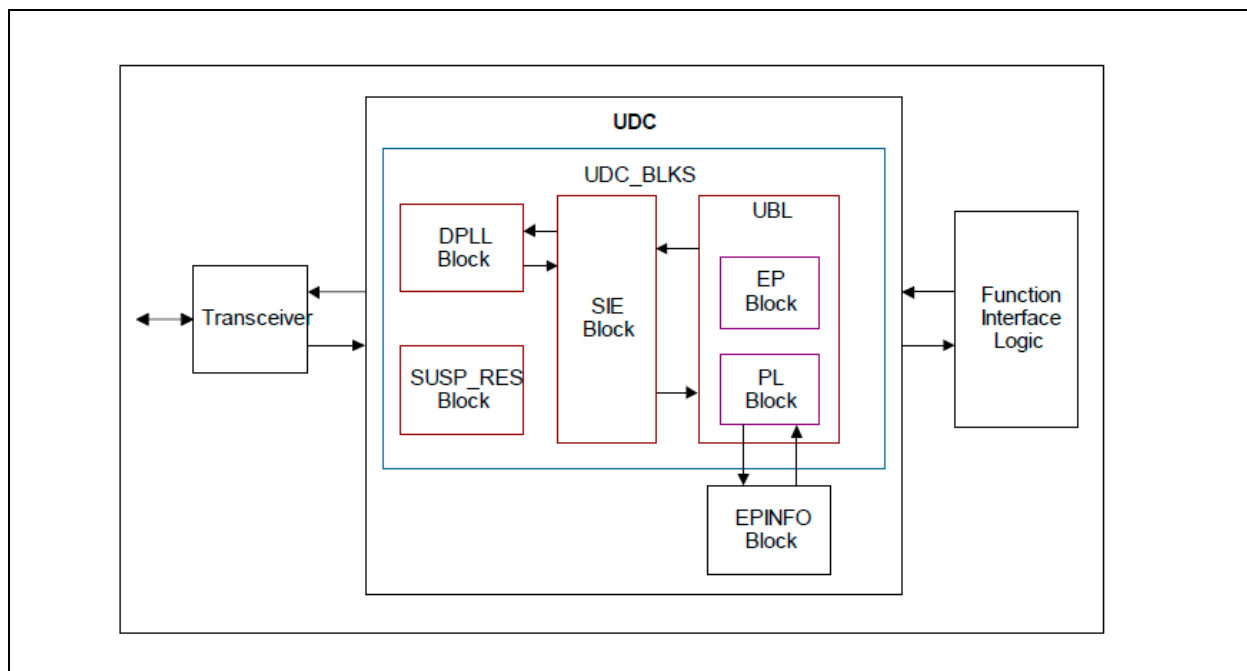 UDC
UDC_BLKS
DPLL
Block
SUSP_RES
Block
SIE
Block
UBL
EP
Block
PL
Block
EPINFO
Block
Transceiver
Function
Interface
Logic